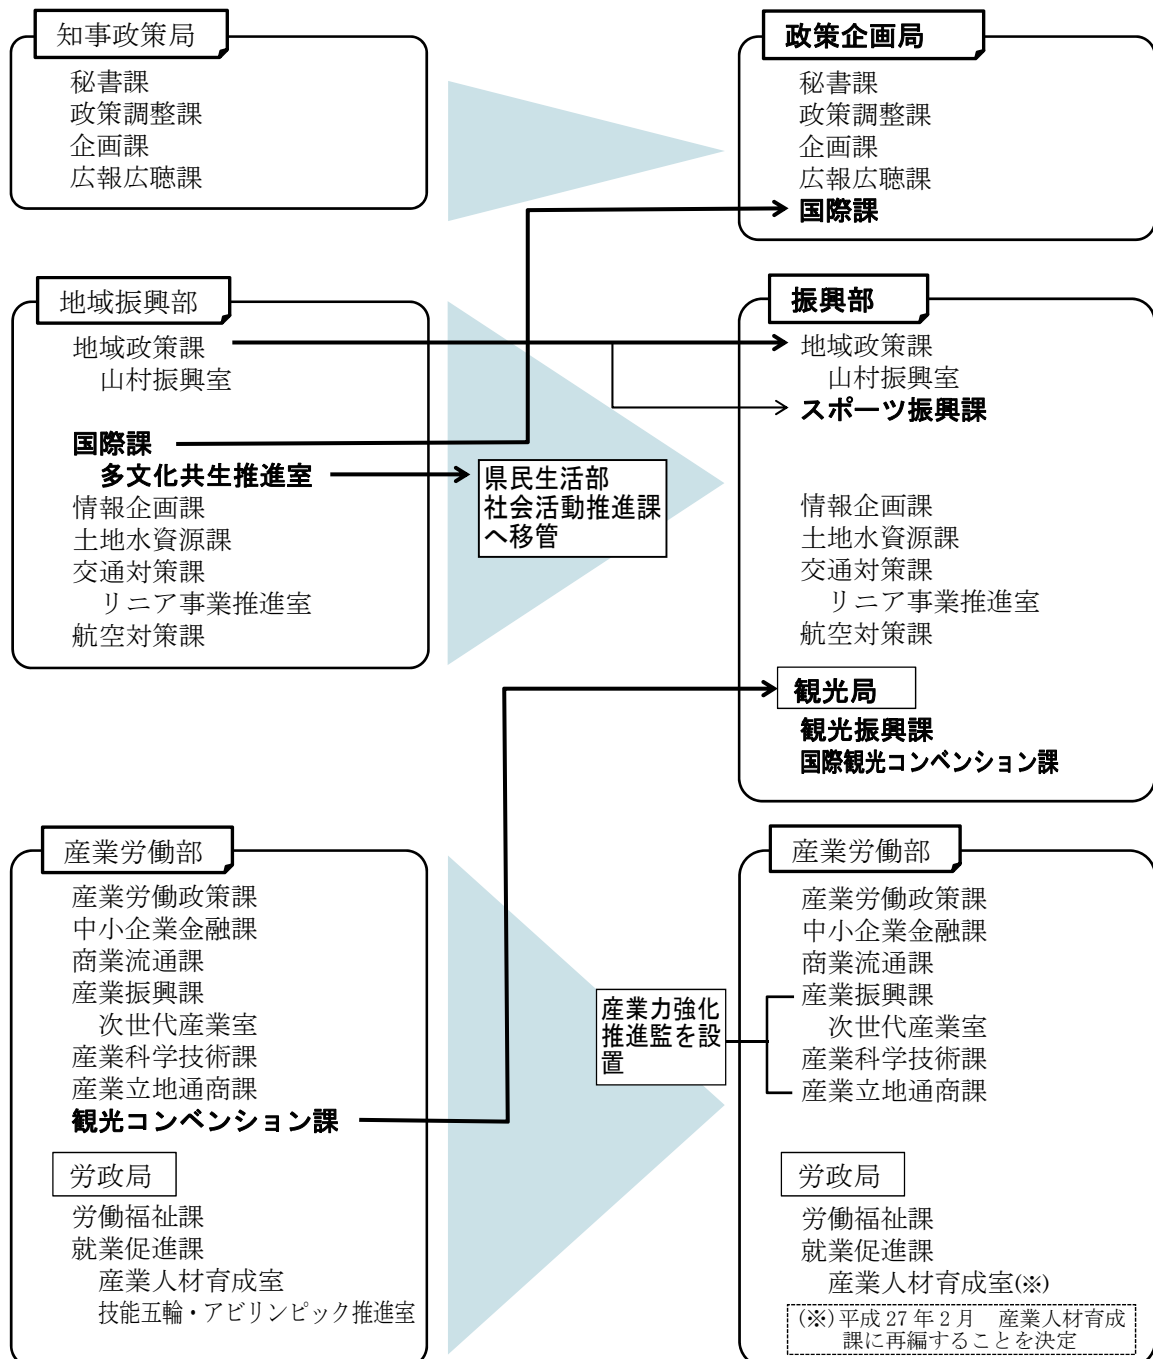 知事政策局
秘書課
政策調整課
企画課
広報広聴課
政策企画局
秘書課
政策調整課
企画課
広報広聴課
国際課
地域振興部
地域政策課
山村振興室
国際課
多文化共生推進室
情報企画課
土地水資源課
交通対策課
リニア事業推進室
航空対策課
県民生活部
社会活動推進課
へ移管
振興部
地域政策課
山村振興室
スポーツ振興課
情報企画課
土地水資源課
交通対策課
リニア事業推進室
航空対策課
観光局
観光振興課
国際観光コンベンション課
産業労働部
産業労働政策課
中小企業金融課
商業流通課
産業振興課
次世代産業室
産業科学技術課
産業立地通商課
観光コンベンション課
労政局
労働福祉課
就業促進課
産業人材育成室
技能五輪・アビリンピック推進室
産業力強化
推進監を設
置
産業労働部
産業労働政策課
中小企業金融課
商業流通課
産業振興課
次世代産業室
産業科学技術課
産業立地通商課
労政局
労働福祉課
就業促進課
産業人材育成室(※)
(※)平成27年2月　産業人材育成
課に再編することを決定